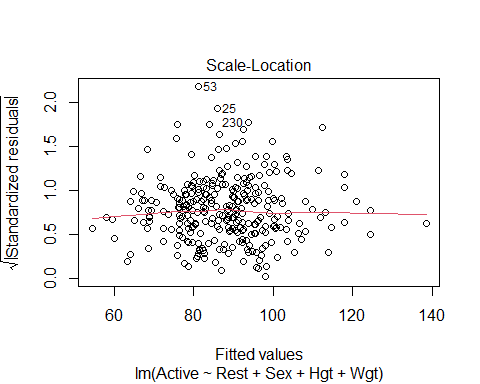 Scale-Location
√|Standardized residuals|
0.0 0.5 1.0 1.5 2.0
53
25
230
60 80 100 120 140
Fitted values
lm(Active ~ Rest + Sex + Hgt + Wgt)